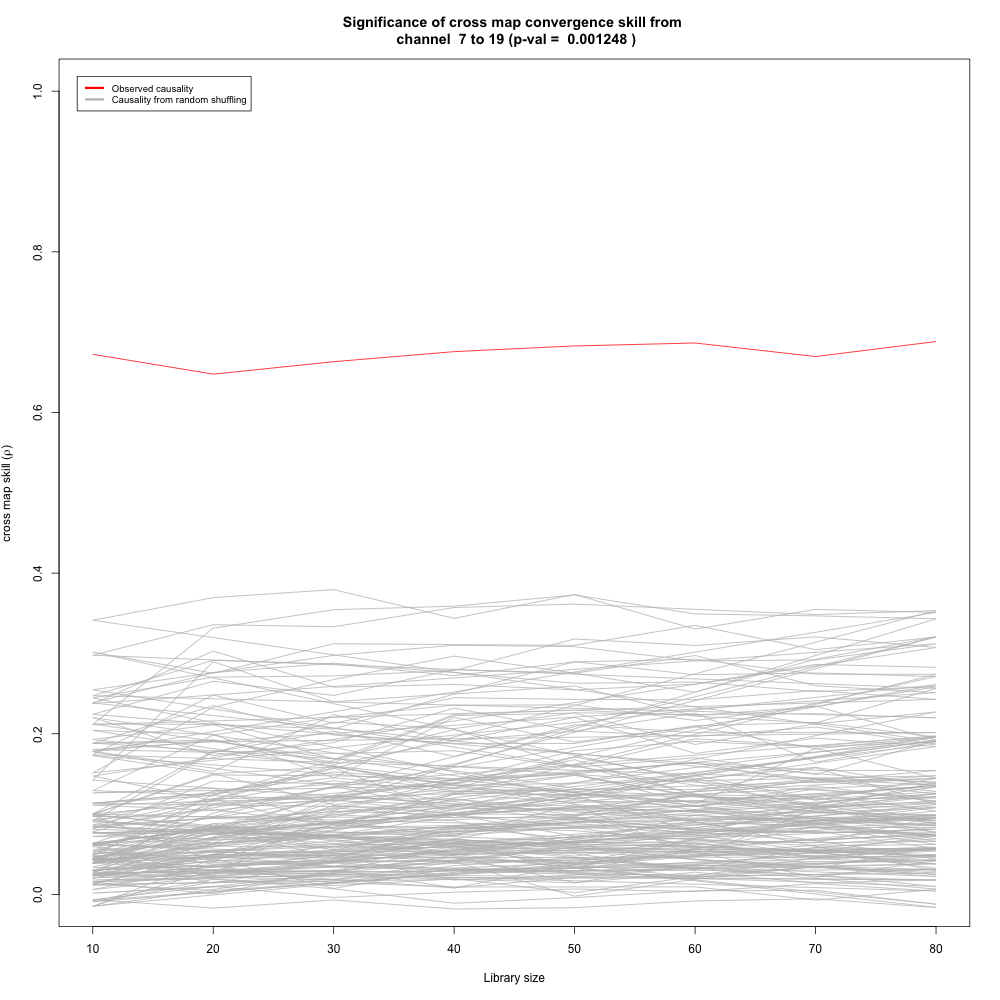 Significance of cross map convergence skill from
channel  7 to 19 (p-val =  0.001248 )
Observed causality
Causality from random shuffling
cross map skill (ρ)
1.0
0.8
0.6
0.4
0.2
0.0
10 20 30 40 50 60 70 80
Library size